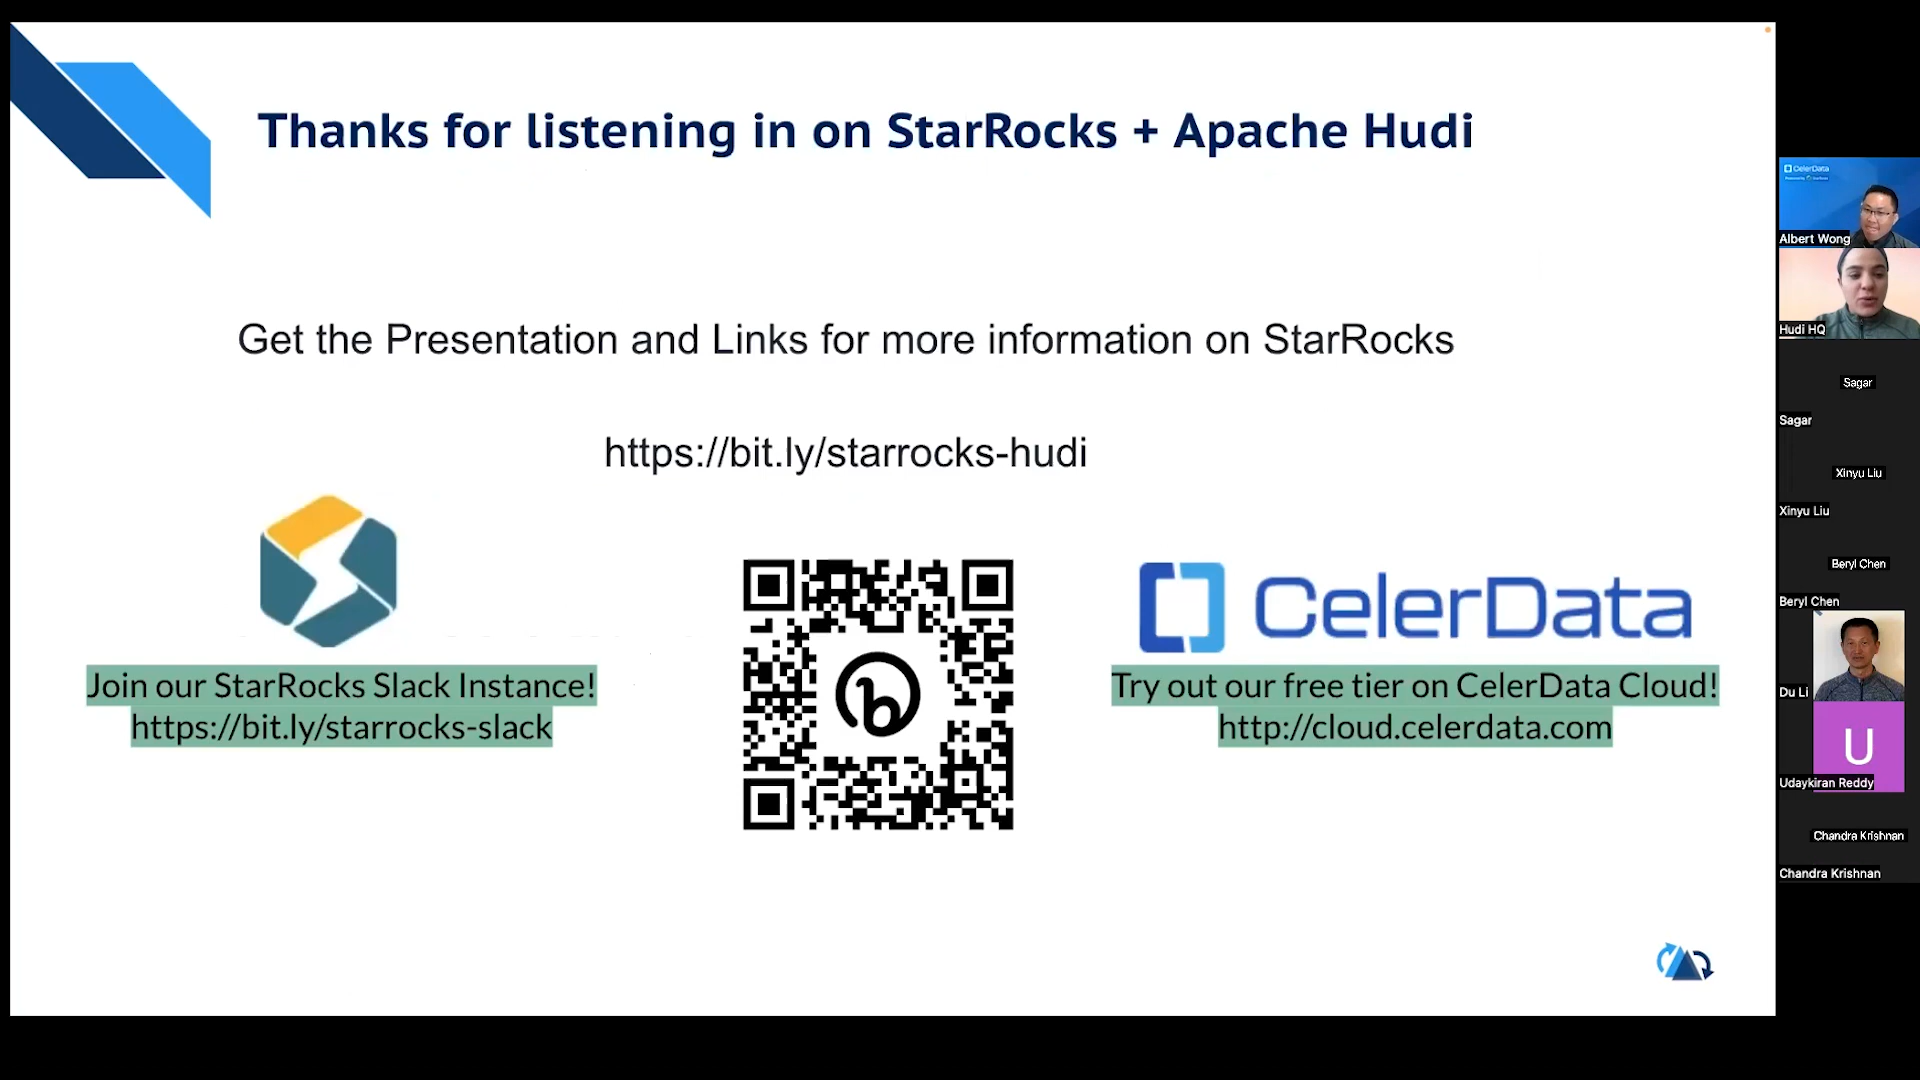 Thanks for listening in on StarRocks + Apache Hudi
Get the Presentation and Links for more information on StarRocks
https://bit.ly/starrocks-hudi
Join our StarRocks Slack Instance!
https://bit.ly/starrocks-slack
b
CelerData
Try out our free tier on CelerData Cloud!
http://cloud.celerdata.com
CelerData
Albert Wong
Hudi HQ
Sagar
Sagar
Xinyu Liu
Xinyu Liu
Beryl Chen
Beryl Chen
Du Li
U
Udaykiran Reddy
Chandra Krishnan
Chandra Krishnan